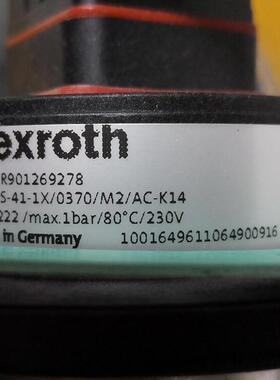 exroth
R901269278
S-41-1X/0370/M2/AC-K14
222 /max.1bar/80°C/230V
in Germany 1001649611064900916